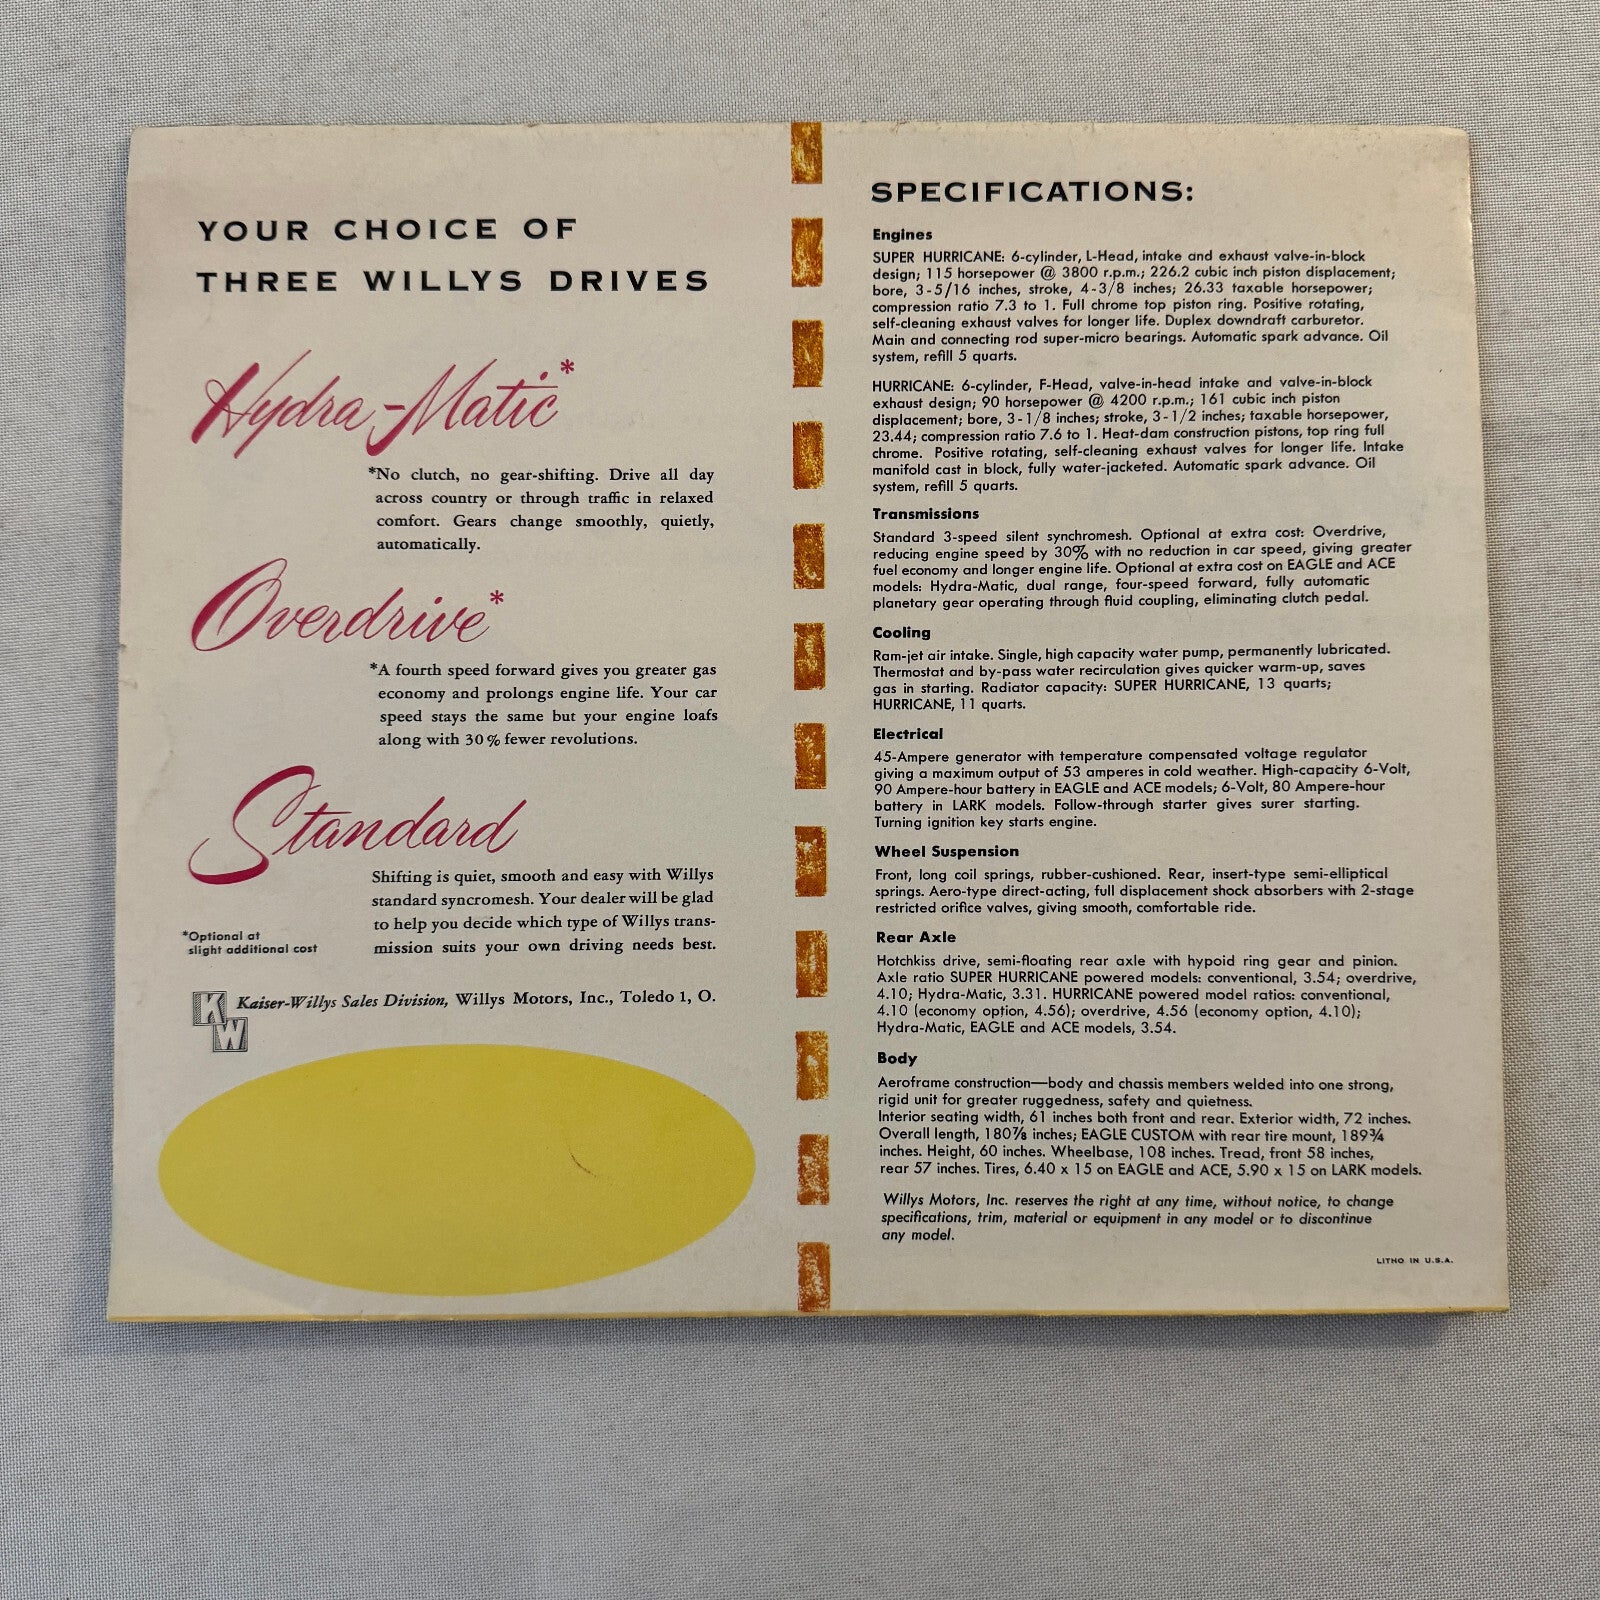 YOUR CHOICE OF
THREE WILLYS DRIVES
Hydra-Matic*
*No clutch, no gear-shifting. Drive all day
across country or through traffic in relaxed
comfort. Gears change smoothly, quietly,
automatically.
Overdrive*
*A fourth speed forward gives you greater gas
economy and prolongs engine life. Your car
speed stays the same but your engine loafs
along with 30% fewer revolutions.
Standard
Shifting is quiet, smooth and easy with Willys
standard syncromesh. Your dealer will be glad
to help you decide which type of Willys trans-
mission suits your own driving needs best.
*Optional at
slight additional cost
KW
Kaiser-Willys Sales Division, Willys Motors, Inc., Toledo 1, O.
SPECIFICATIONS:
Engines
SUPER HURRICANE: 6-cylinder, L-Head, intake and exhaust valve-in-block
design; 115 horsepower @ 3800 r.p.m.; 226.2 cubic inch piston displacement;
bore, 3-5/16 inches, stroke, 4-3/8 inches; 26.33 taxable horsepower;
compression ratio 7.3 to 1. Full chrome top piston ring. Positive rotating,
self-cleaning exhaust valves for longer life. Duplex downdraft carburetor.
Main and connecting rod super-micro bearings. Automatic spark advance. Oil
system, refill 5 quarts.
HURRICANE: 6-cylinder, F-Head, valve-in-head intake and valve-in-block
exhaust design; 90 horsepower @ 4200 r.p.m.; 161 cubic inch piston
displacement; bore, 3-1/8 inches; stroke, 3-1/2 inches; taxable horsepower,
23.44; compression ratio 7.6 to 1. Heat-dam construction pistons, top ring full
chrome. Positive rotating, self-cleaning exhaust valves for longer life. Intake
manifold cast in block, fully water-jacketed. Automatic spark advance. Oil
system, refill 5 quarts.
Transmissions
Standard 3-speed silent synchromesh. Optional at extra cost: Overdrive,
reducing engine speed by 30% with no reduction in car speed, giving greater
fuel economy and longer engine life. Optional at extra cost on EAGLE and ACE
models: Hydra-Matic, dual range, four-speed forward, fully automatic
planetary gear operating through fluid coupling, eliminating clutch pedal.
Cooling
Ram-jet air intake. Single, high capacity water pump, permanently lubricated.
Thermostat and by-pass water recirculation gives quicker warm-up, saves
gas in starting. Radiator capacity: SUPER HURRICANE, 13 quarts;
HURRICANE, 11 quarts.
Electrical
45-Ampere generator with temperature compensated voltage regulator
giving a maximum output of 53 amperes in cold weather. High-capacity 6-Volt,
90 Ampere-hour battery in EAGLE and ACE models; 6-Volt, 80 Ampere-hour
battery in LARK models. Follow-through starter gives surer starting.
Turning ignition key starts engine.
Wheel Suspension
Front, long coil springs, rubber-cushioned. Rear, insert-type semi-elliptical
springs. Aero-type direct-acting, full displacement shock absorbers with 2-stage
restricted orifice valves, giving smooth, comfortable ride.
Rear Axle
Hotchkiss drive, semi-floating rear axle with hypoid ring gear and pinion.
Axle ratio SUPER HURRICANE powered models: conventional, 3.54; overdrive,
4.10; Hydra-Matic, 3.31. HURRICANE powered model ratios: conventional,
4.10 (economy option, 4.56); overdrive, 4.56 (economy option, 4.10);
Hydra-Matic, EAGLE and ACE models, 3.54.
Body
Aeroframe construction—body and chassis members welded into one strong,
rigid unit for greater ruggedness, safety and quietness.
Interior seating width, 61 inches both front and rear. Exterior width, 72 inches.
Overall length, 180⅞ inches; EAGLE CUSTOM with rear tire mount, 189¾
inches. Height, 60 inches. Wheelbase, 108 inches. Tread, front 58 inches,
rear 57 inches. Tires, 6.40 x 15 on EAGLE and ACE, 5.90 x 15 on LARK models.
Willys Motors, Inc. reserves the right at any time, without notice, to change
specifications, trim, material or equipment in any model or to discontinue
any model.
LITHO IN U.S.A.